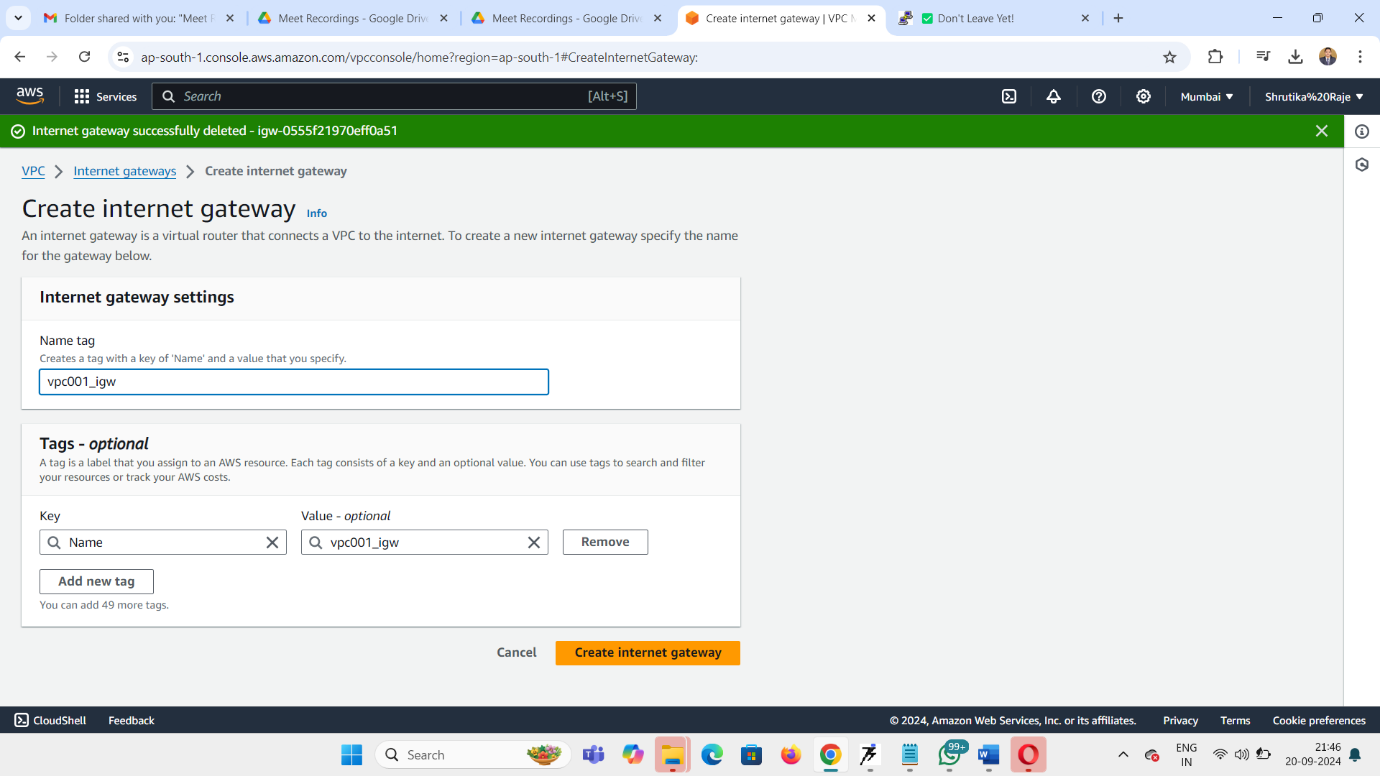 Folder shared with you: "Meet R
Meet Recordings - Google Drive
Meet Recordings - Google Drive
Create internet gateway | VPC M
Don't Leave Yet!
ap-south-1.console.aws.amazon.com/vpcconsole/home?region=ap-south-1#CreateInternetGateway:
aws
Services
Search
[Alt+S]
Mumbai
Shrutika%20Raje
Internet gateway successfully deleted - igw-0555f21970eff0a51
VPC
Internet gateways
Create internet gateway
Create internet gateway
Info
An internet gateway is a virtual router that connects a VPC to the internet. To create a new internet gateway specify the name
for the gateway below.
Internet gateway settings
Name tag
Creates a tag with a key of 'Name' and a value that you specify.
vpc001_igw
Tags - optional
A tag is a label that you assign to an AWS resource. Each tag consists of a key and an optional value. You can use tags to search and filter
your resources or track your AWS costs.
Key
Value - optional
Name
vpc001_igw
Remove
Add new tag
You can add 49 more tags.
Cancel
Create internet gateway
CloudShell
Feedback
© 2024, Amazon Web Services, Inc. or its affiliates.
Privacy
Terms
Cookie preferences
Search
99+
ENG
IN
21:46
20-09-2024